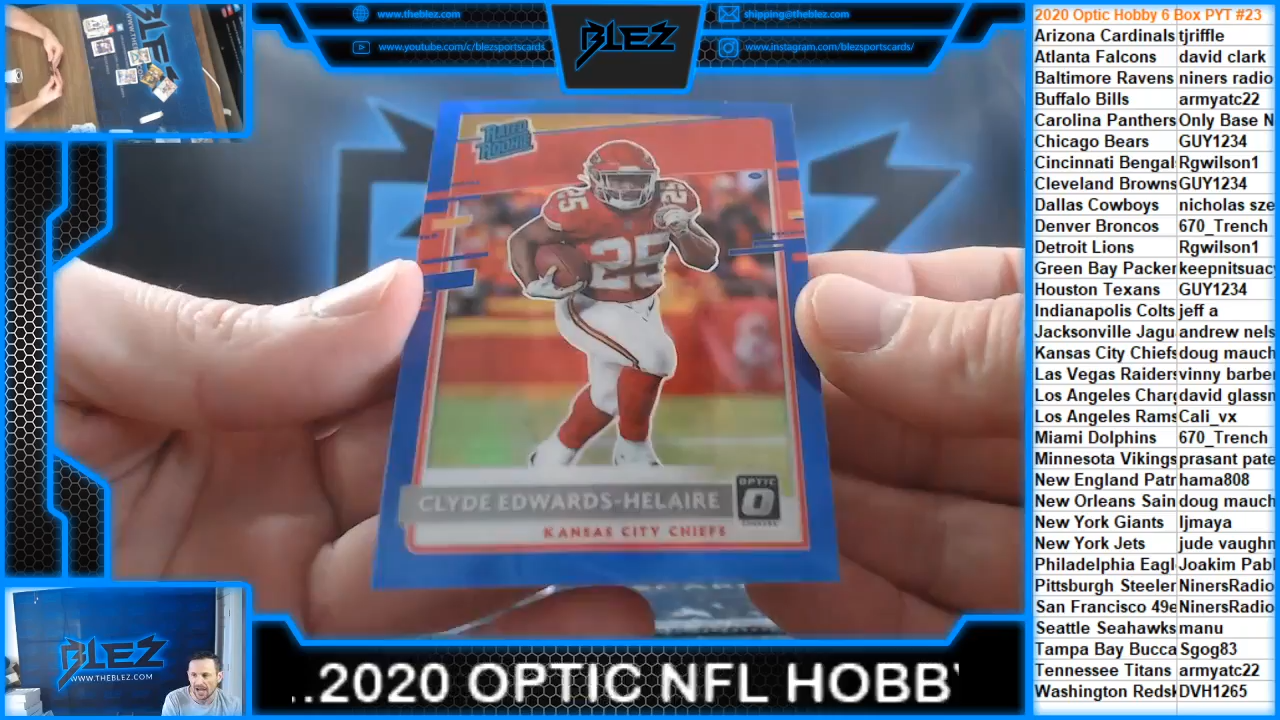 www.theblez.com
shipping@theblez.com
www.youtube.com/c/blezsportscards/
www.instagram.com/blezsportscards/
BLEZ
RATED
ROOKIE
25
25
25
CLYDE EDWARDS-HELAIRE
OPTIC
KANSAS CITY CHIEFS
BLEZ
WWW.THEBLEZ.COM
...2020 OPTIC NFL HOBBY
2020 Optic Hobby 6 Box PYT #23
Arizona Cardinals tjriffle
Atlanta Falcons david clark
Baltimore Ravens niners radio
Buffalo Bills armyatc22
Carolina Panthers Only Base N
Chicago Bears GUY1234
Cincinnati Bengal Rgwilson1
Cleveland Browns GUY1234
Dallas Cowboys nicholas sze
Denver Broncos 670_Trench
Detroit Lions Rgwilson1
Green Bay Packer keepnitsuac
Houston Texans GUY1234
Indianapolis Colts jeff a
Jacksonville Jagu andrew nels
Kansas City Chiefs doug mauch
Las Vegas Raiders vinny barbe
Los Angeles Charg david glassn
Los Angeles Rams Cali_vx
Miami Dolphins 670_Trench
Minnesota Vikings prasant pate
New England Patr hama808
New Orleans Sain doug mauch
New York Giants ljmaya
New York Jets jude vaughn
Philadelphia Eagl Joakim Pabl
Pittsburgh Steeler NinersRadio
San Francisco 49e NinersRadio
Seattle Seahawks manu
Tampa Bay Bucca Sgog83
Tennessee Titans armyatc22
Washington Redsk DVH1265